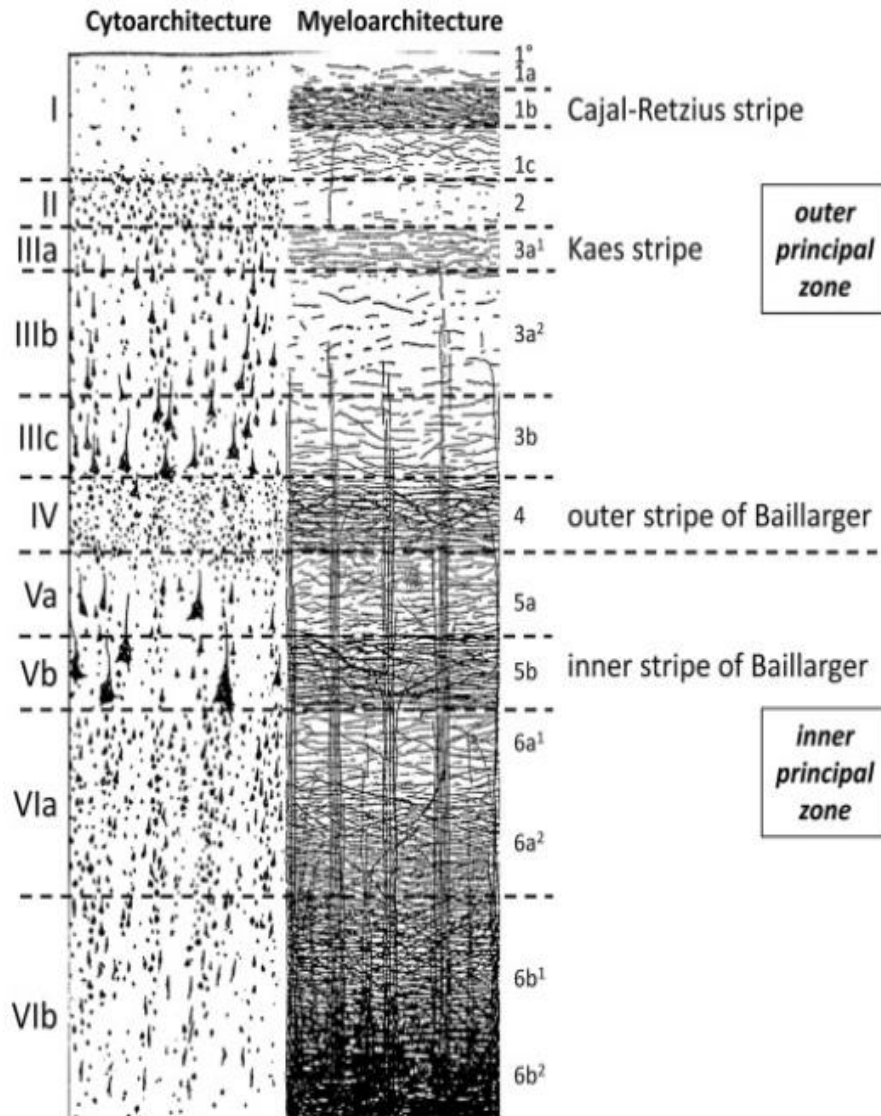 Cytoarchitecture Myeloarchitecture
1°
1a
I 1b Cajal-Retzius stripe
1c
II 2
IIIa 3a¹ Kaes stripe
outer
principal
zone
IIIb 3a²
IIIc 3b
IV 4 outer stripe of Baillarger
Va 5a
Vb 5b inner stripe of Baillarger
6a¹
inner
principal
zone
VIa
6a²
6b¹
VIb
6b²